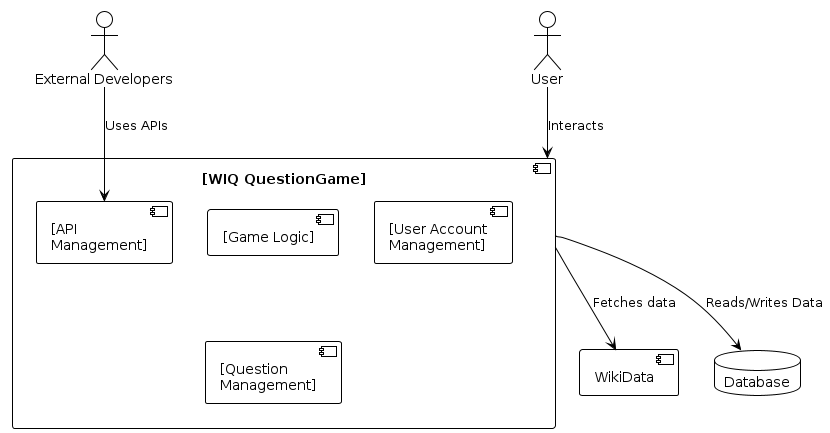 External Developers
User
Uses APIs
Interacts
[WIQ QuestionGame]
[API
Management]
[Game Logic]
[User Account
Management]
Fetches data
Reads/Writes Data
[Question
Management]
WikiData
Database